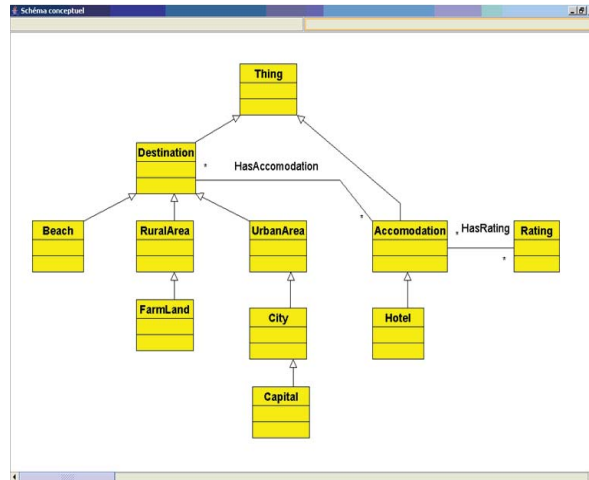 Schéma conceptuel
Thing
Destination
*
HasAccomodation
*
Beach
RuralArea
UrbanArea
Accomodation
*
HasRating
*
Rating
FarmLand
City
Hotel
Capital